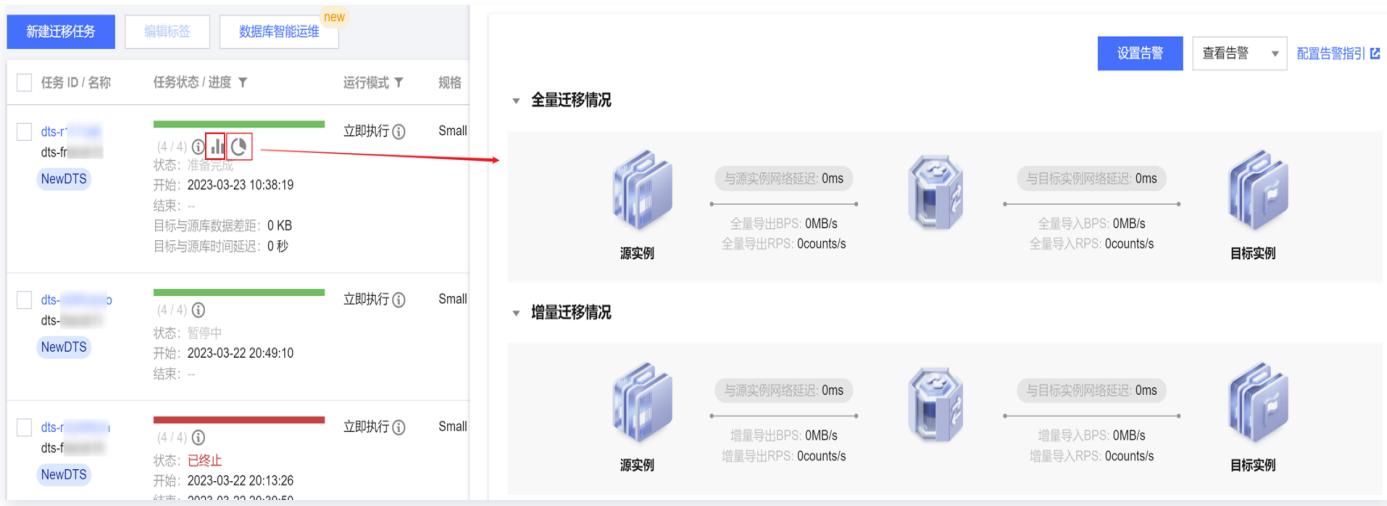 新建迁移任务
编辑标签
数据库智能运维
new
任务 ID / 名称
任务状态 / 进度
运行模式
规格
dts-r
dts-fr
NewDTS
(4 / 4)
状态：准备完成
开始：2023-03-23 10:38:19
结束：--
目标与源库数据差距：0 KB
目标与源库时间延迟：0 秒
立即执行
Small
dts-
dts-
NewDTS
(4 / 4)
状态：暂停中
开始：2023-03-22 20:49:10
结束：--
立即执行
Small
dts-r
dts-f
NewDTS
(4 / 4)
状态：已终止
开始：2023-03-22 20:13:26
结束：2023-03-22 20:39:59
立即执行
Small
设置告警
查看告警
配置告警指引
全量迁移情况
源实例
与源实例网络延迟: 0ms
全量导出BPS: 0MB/s
全量导出RPS: 0counts/s
与目标实例网络延迟: 0ms
全量导入BPS: 0MB/s
全量导入RPS: 0counts/s
目标实例
增量迁移情况
源实例
与源实例网络延迟: 0ms
增量导出BPS: 0MB/s
增量导出RPS: 0counts/s
与目标实例网络延迟: 0ms
增量导入BPS: 0MB/s
增量导入RPS: 0counts/s
目标实例